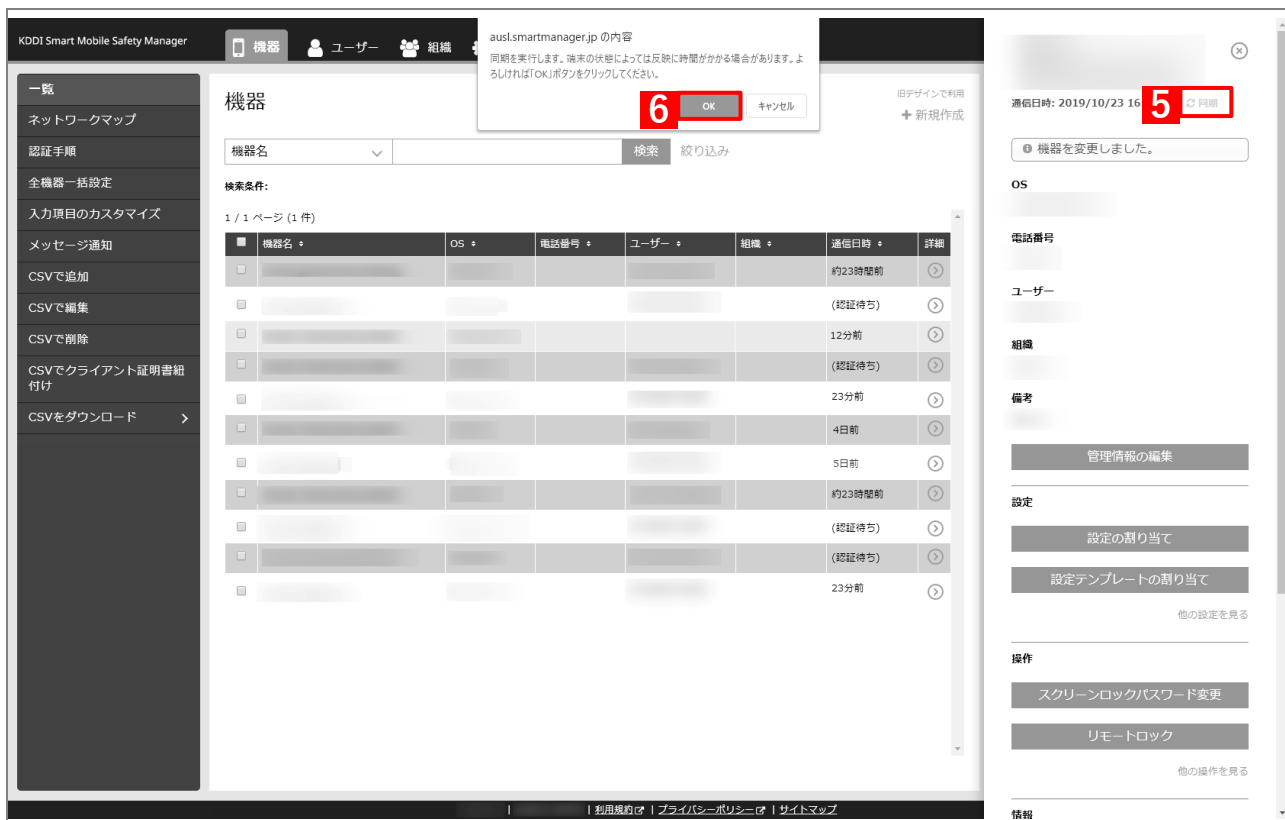 KDDI Smart Mobile Safety Manager
機器
ユーザー
組織
ausl.smartmanager.jp の内容
同期を実行します。端末の状態によっては反映に時間がかかる場合があります。よ
ろしければ「OK」ボタンをクリックしてください。
6
OK
キャンセル
一覧
ネットワークマップ
認証手順
全機器一括設定
入力項目のカスタマイズ
メッセージ通知
CSVで追加
CSVで編集
CSVで削除
CSVでクライアント証明書紐
付け
CSVをダウンロード
機器
旧デザインで利用
新規作成
機器名
検索
絞り込み
検索条件:
1 / 1 ページ (1 件)
機器名 OS 電話番号 ユーザー 組織 通信日時 詳細
約23時間前
(認証待ち)
12分前
(認証待ち)
23分前
4日前
5日前
約23時間前
(認証待ち)
(認証待ち)
23分前
通信日時: 2019/10/23 16:
5
同期
機器を変更しました。
OS
電話番号
ユーザー
組織
備考
管理情報の編集
設定
設定の割り当て
設定テンプレートの割り当て
他の設定を見る
操作
スクリーンロックパスワード変更
リモートロック
他の操作を見る
情報
| | 利用規約 | プライバシーポリシー | サイトマップ